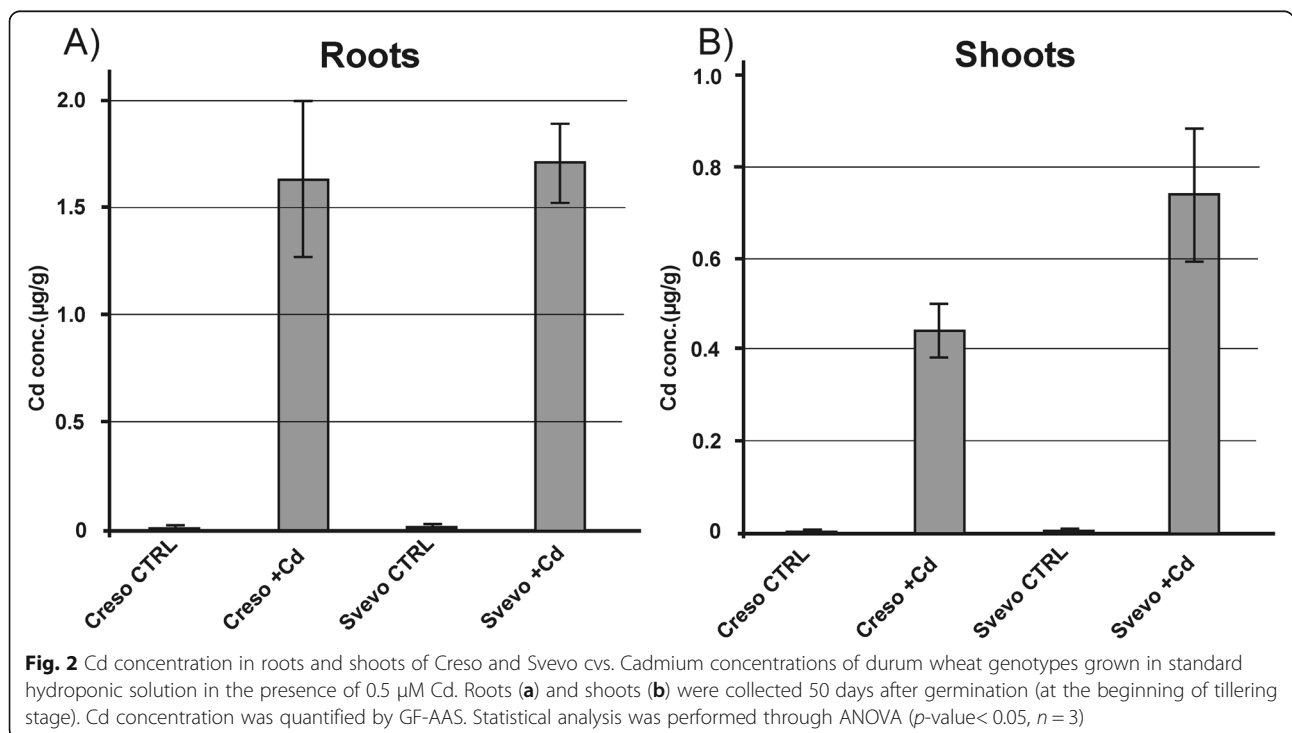 A)
Roots
2.0
1.5
1.0
0.5
0
Cd conc.(µg/g)
Creso CTRL
Creso +Cd
Svevo CTRL
Svevo +Cd
B)
Shoots
1.0
0.8
0.6
0.4
0.2
0
Cd conc.(µg/g)
Creso CTRL
Creso +Cd
Svevo CTRL
Svevo +Cd
Fig. 2 Cd concentration in roots and shoots of Creso and Svevo cvs. Cadmium concentrations of durum wheat genotypes grown in standard
hydroponic solution in the presence of 0.5 µM Cd. Roots (a) and shoots (b) were collected 50 days after germination (at the beginning of tillering
stage). Cd concentration was quantified by GF-AAS. Statistical analysis was performed through ANOVA (p-value< 0.05, n = 3)